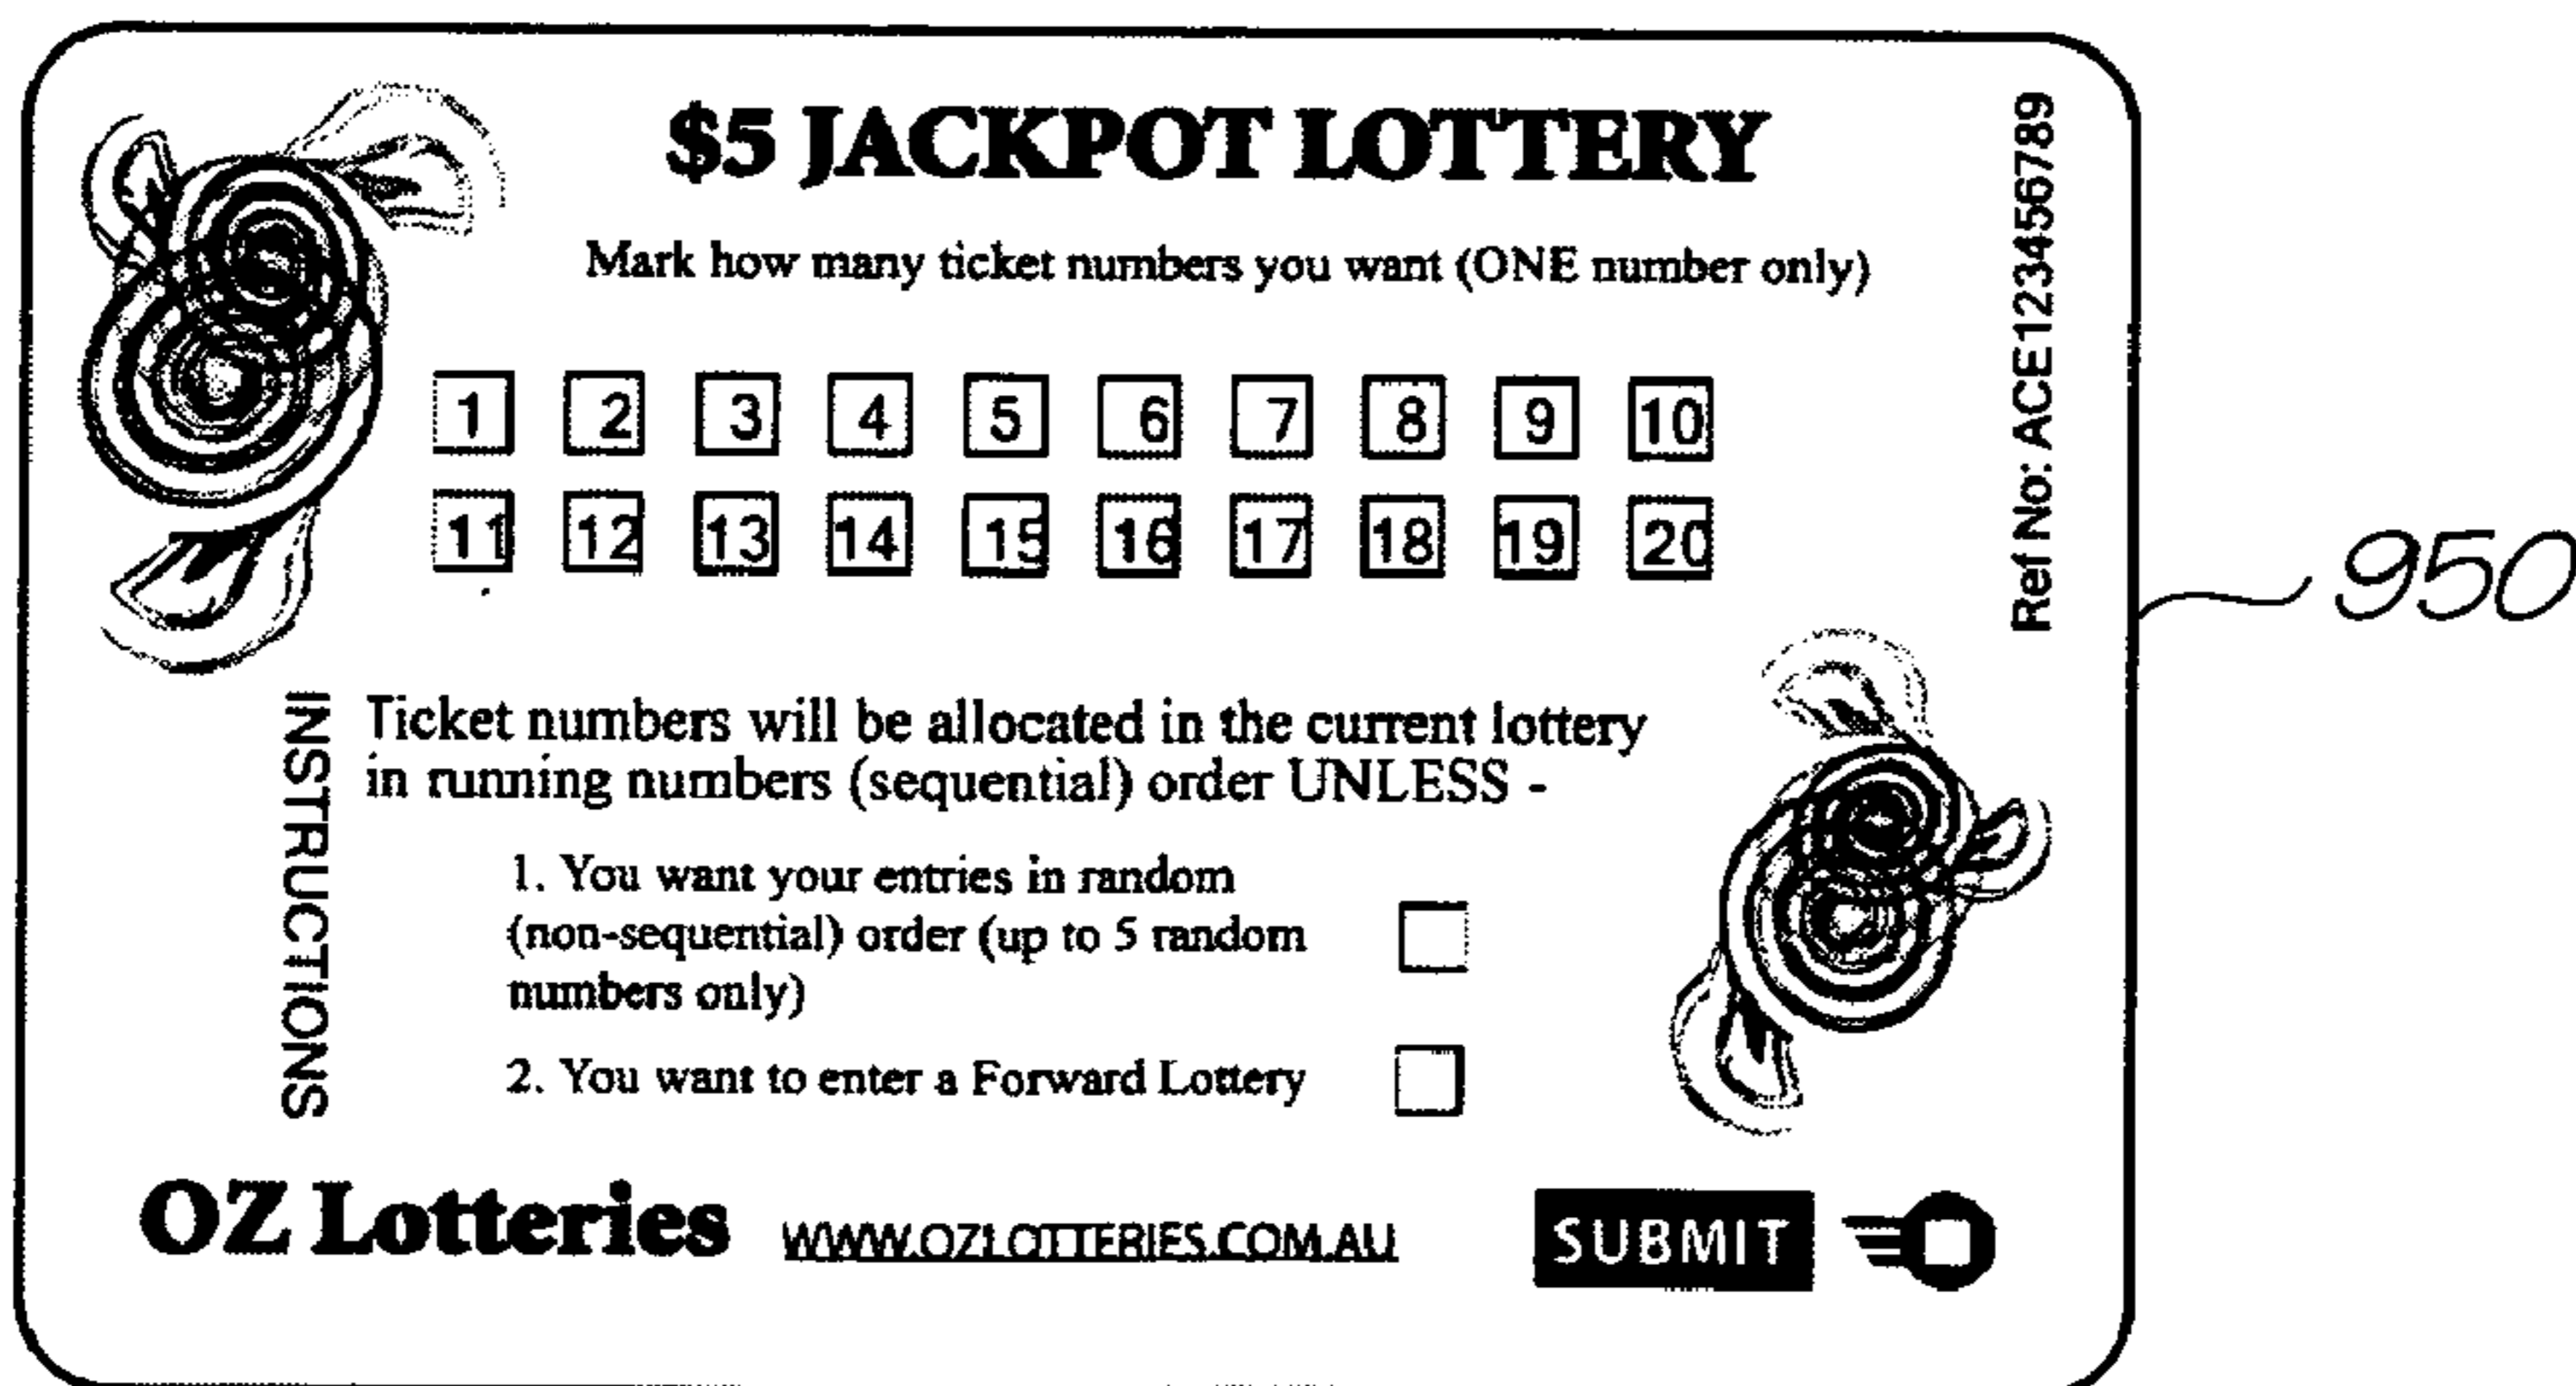 $5 JACKPOT LOTTERY
Mark how many ticket numbers you want (ONE number only)
1 2 3 4 5 6 7 8 9 10
11 12 13 14 15 16 17 18 19 20
Ref No: ACE123456789
950
INSTRUCTIONS
Ticket numbers will be allocated in the current lottery
in running numbers (sequential) order UNLESS -
1. You want your entries in random
(non-sequential) order (up to 5 random
numbers only)
2. You want to enter a Forward Lottery
OZ Lotteries
WWW.OZLOTTERIES.COM.AU
SUBMIT